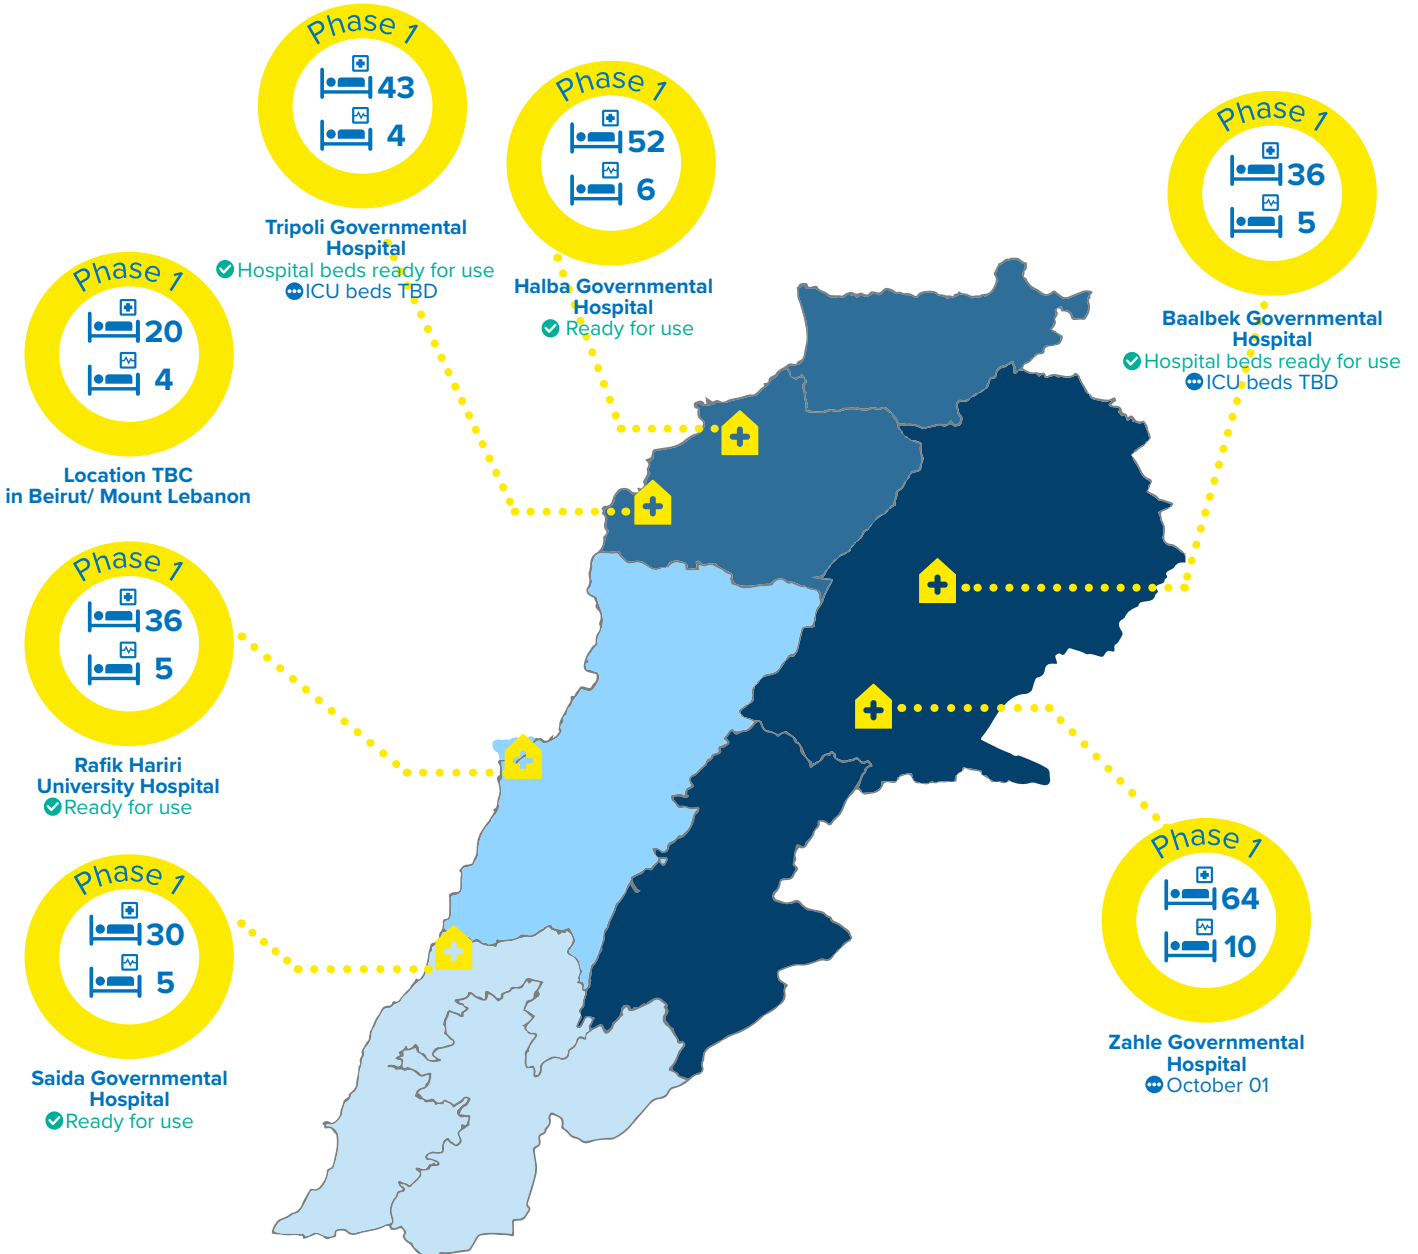 Phase 1
43
4
Tripoli Governmental
Hospital
Hospital beds ready for use
ICU beds TBD
Phase 1
52
6
Halba Governmental
Hospital
Ready for use
Phase 1
36
5
Baalbek Governmental
Hospital
Hospital beds ready for use
ICU beds TBD
Phase 1
20
4
Location TBC
in Beirut/ Mount Lebanon
Phase 1
36
5
Rafik Hariri
University Hospital
Ready for use
Phase 1
30
5
Saida Governmental
Hospital
Ready for use
Phase 1
64
10
Zahle Governmental
Hospital
October 01